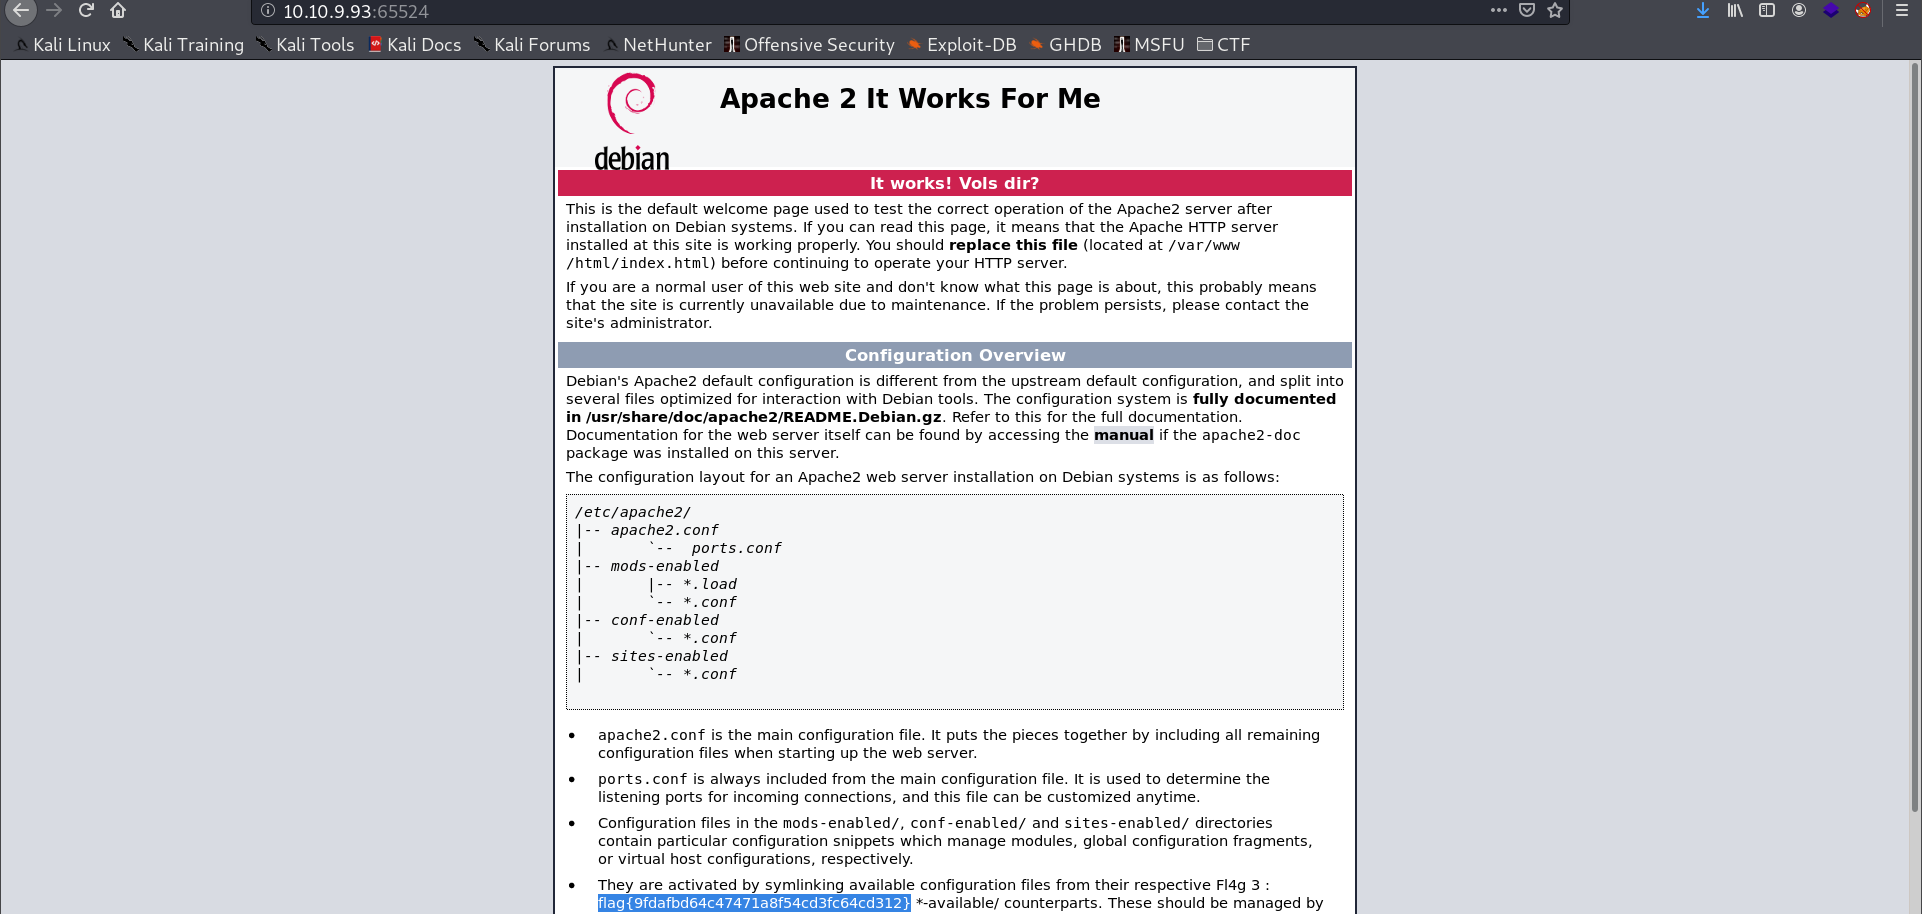 10.10.9.93:65524
Kali Linux Kali Training Kali Tools Kali Docs Kali Forums NetHunter Offensive Security Exploit-DB GHDB MSFU CTF
debian
Apache 2 It Works For Me
It works! Vols dir?
This is the default welcome page used to test the correct operation of the Apache2 server after
installation on Debian systems. If you can read this page, it means that the Apache HTTP server
installed at this site is working properly. You should replace this file (located at /var/www
/html/index.html) before continuing to operate your HTTP server.
If you are a normal user of this web site and don't know what this page is about, this probably means
that the site is currently unavailable due to maintenance. If the problem persists, please contact the
site's administrator.
Configuration Overview
Debian's Apache2 default configuration is different from the upstream default configuration, and split into
several files optimized for interaction with Debian tools. The configuration system is fully documented
in /usr/share/doc/apache2/README.Debian.gz. Refer to this for the full documentation.
Documentation for the web server itself can be found by accessing the manual if the apache2-doc
package was installed on this server.
The configuration layout for an Apache2 web server installation on Debian systems is as follows:
/etc/apache2/
|-- apache2.conf
|       `--  ports.conf
|-- mods-enabled
|       |-- *.load
|       `-- *.conf
|-- conf-enabled
|       `-- *.conf
|-- sites-enabled
|       `-- *.conf
• apache2.conf is the main configuration file. It puts the pieces together by including all remaining
configuration files when starting up the web server.
• ports.conf is always included from the main configuration file. It is used to determine the
listening ports for incoming connections, and this file can be customized anytime.
• Configuration files in the mods-enabled/, conf-enabled/ and sites-enabled/ directories
contain particular configuration snippets which manage modules, global configuration fragments,
or virtual host configurations, respectively.
• They are activated by symlinking available configuration files from their respective Fl4g 3 :
flag{9fdafbd64c47471a8f54cd3fc64cd312} *-available/ counterparts. These should be managed by